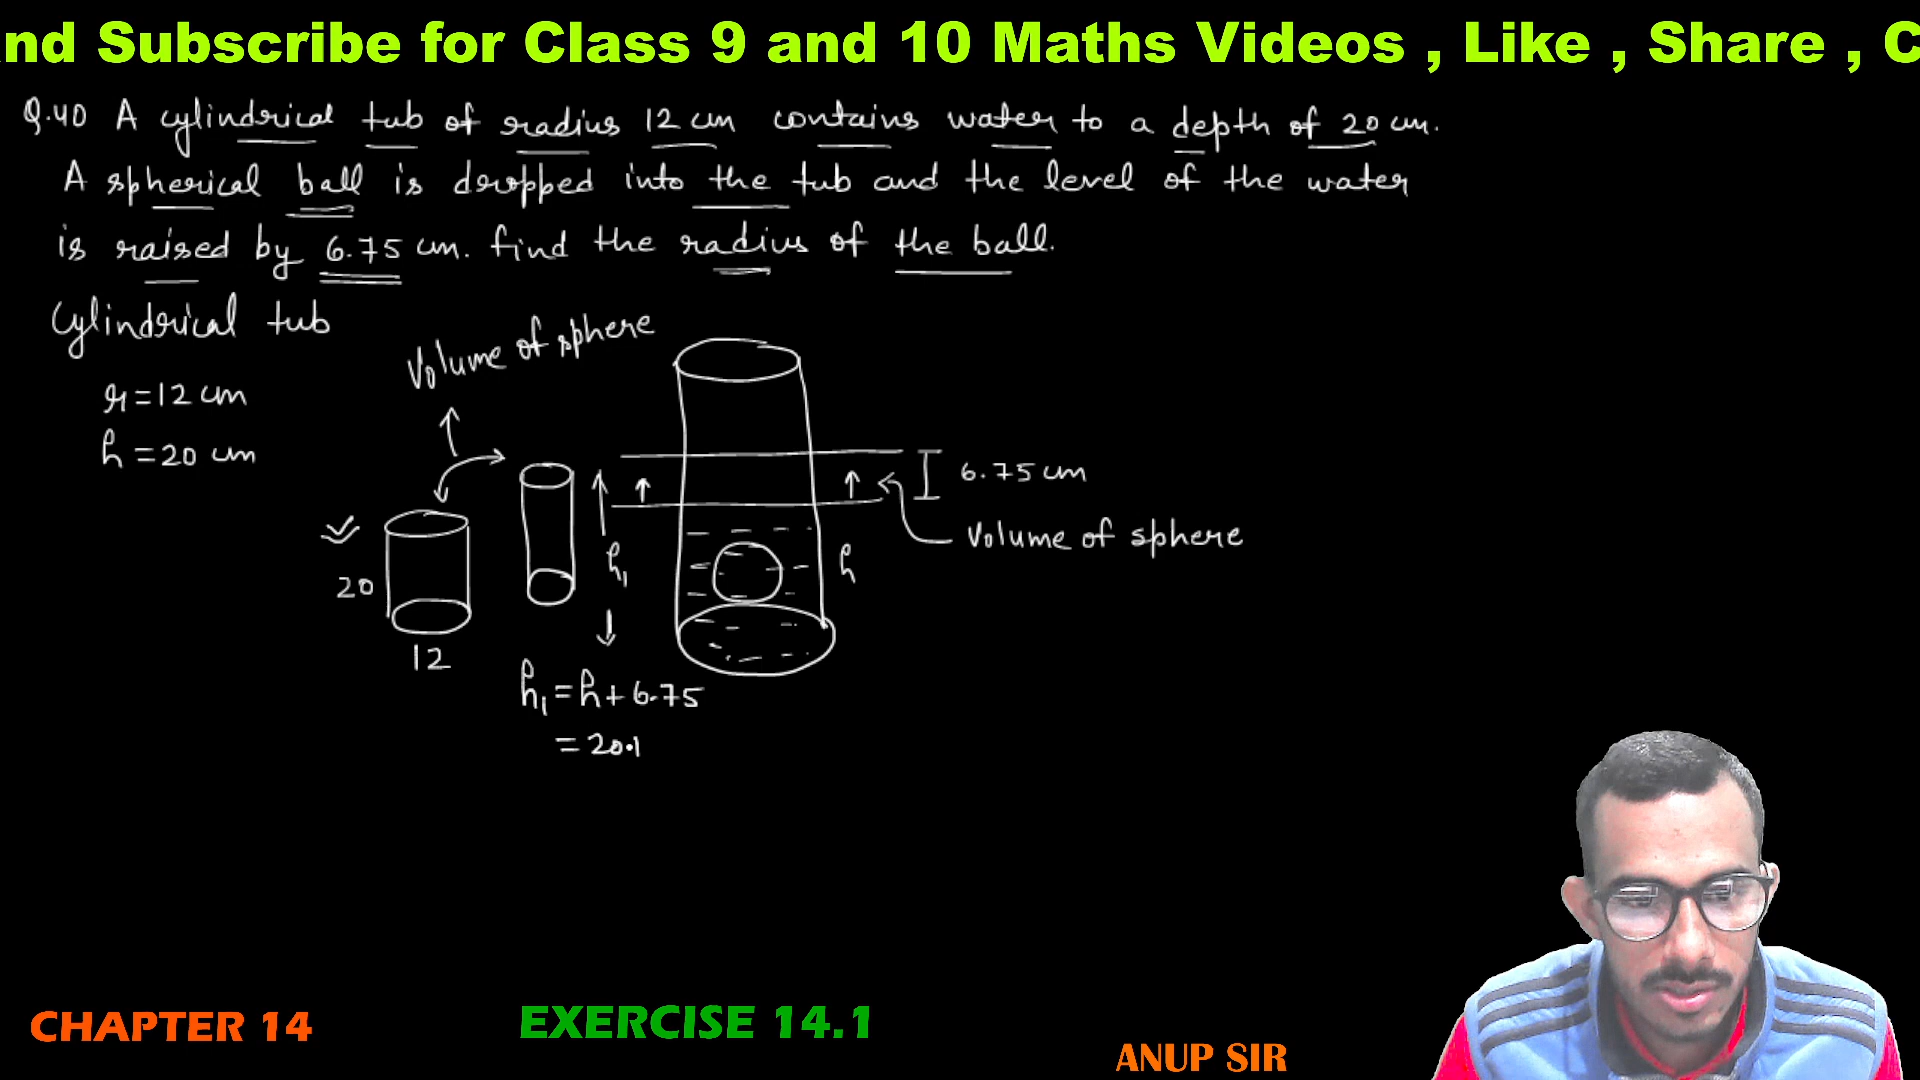 nd Subscribe for Class 9 and 10 Maths Videos , Like , Share , C
Q.40 A cylindrical tub of radius 12 cm contains water to a depth of 20 cm.
A spherical ball is dropped into the tub and the level of the water
is raised by 6.75 cm. find the radius of the ball.
Cylindrical tub
Volume of sphere
r = 12 cm
h = 20 cm
6.75 cm
Volume of sphere
h₁
h
20
12
h₁ = h + 6.75
= 20.1
CHAPTER 14
EXERCISE 14.1
ANUP SIR